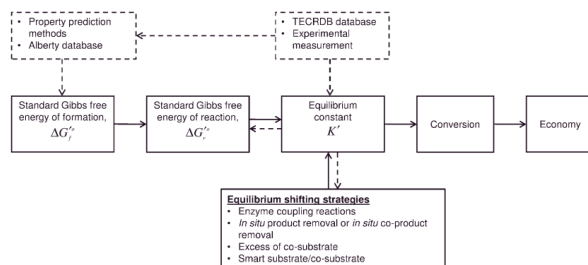 • Property prediction
methods
• Alberty database
• TECRDB database
• Experimental
measurement
Standard Gibbs free
energy of formation,
ΔG′°f
Standard Gibbs free
energy of reaction,
ΔG′°r
Equilibrium
constant
K′
Conversion
Economy
Equilibrium shifting strategies
• Enzyme coupling reactions
• In situ product removal or in situ co-product
removal
• Excess of co-substrate
• Smart substrate/co-substrate